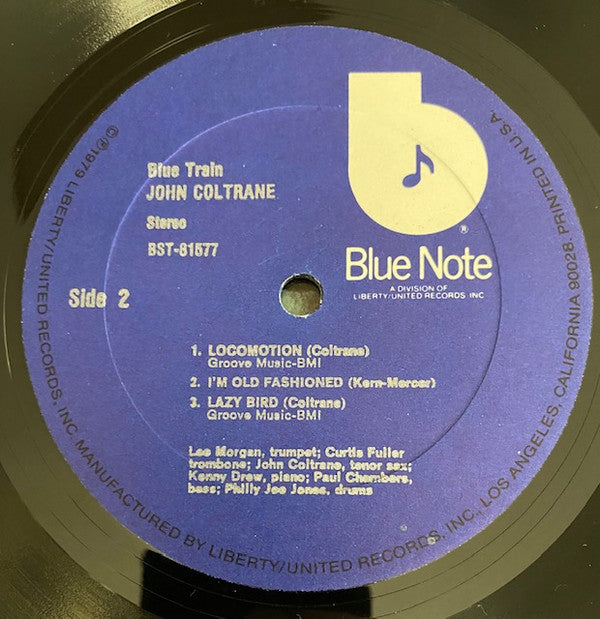 Blue Train
JOHN COLTRANE
Stereo
BST-81577
Side 2
b
®
Blue Note
A DIVISION OF
LIBERTY/UNITED RECORDS, INC
1. LOCOMOTION (Coltrane)
Groove Music-BMI
2. I'M OLD FASHIONED (Kern-Mercer)
3. LAZY BIRD (Coltrane)
Groove Music-BMI
Lee Morgan, trumpet; Curtis Fuller
trombone; John Coltrane, tenor sax;
Kenny Drew, piano; Paul Chambers,
bass; Philly Joe Jones, drums
©℗1979 LIBERTY/UNITED RECORDS, INC. MANUFACTURED BY LIBERTY/UNITED RECORDS, INC. LOS ANGELES, CALIFORNIA 90028. PRINTED IN U.S.A.